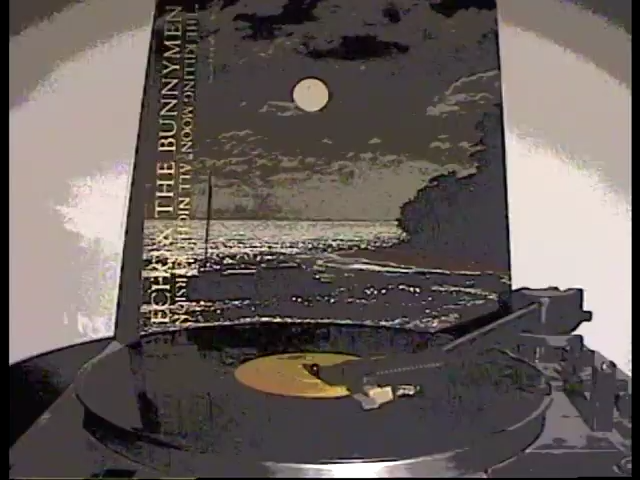 ECHO & THE BUNNYMEN
THE KILLING MOON "ALL NIGHT VERSION"